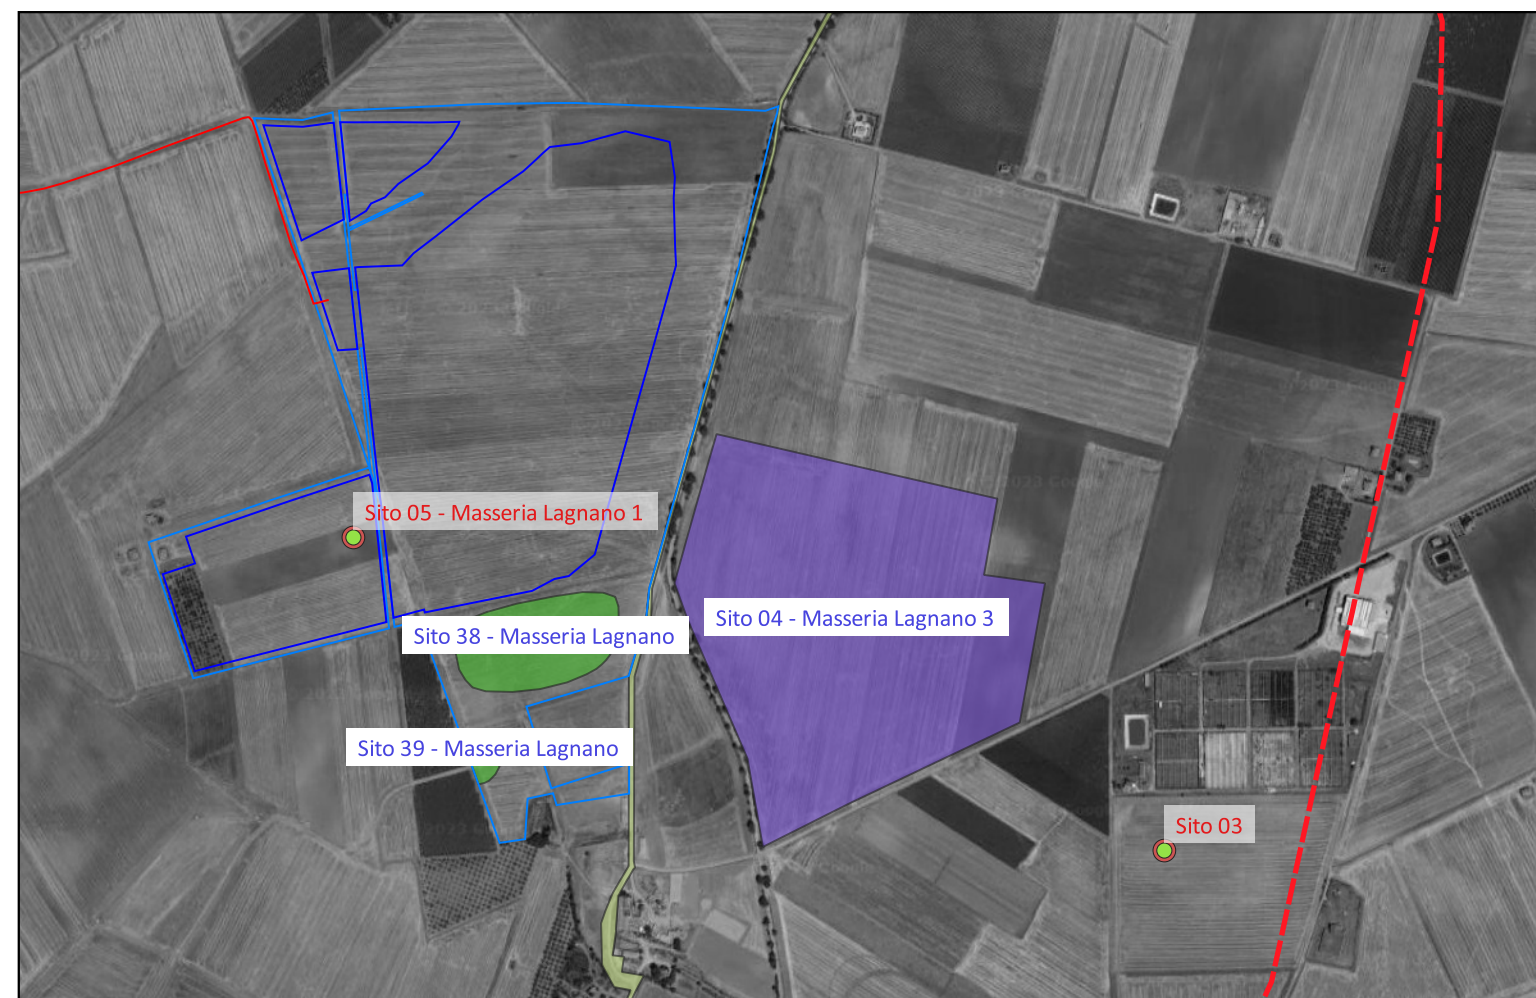 Sito 05 - Masseria Lagnano 1
Sito 04 - Masseria Lagnano 3
Sito 38 - Masseria Lagnano
Sito 39 - Masseria Lagnano
Sito 03